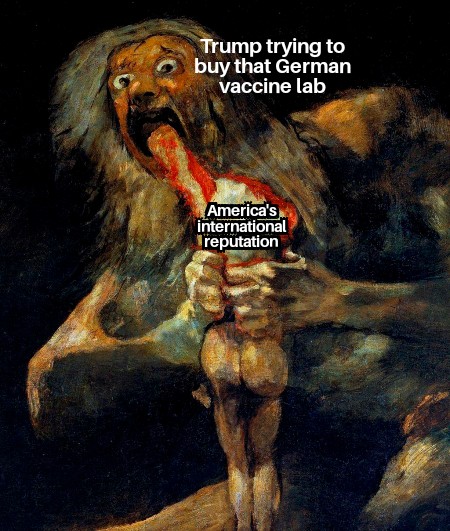 Trump trying to
buy that German
vaccine lab
America's
international
reputation